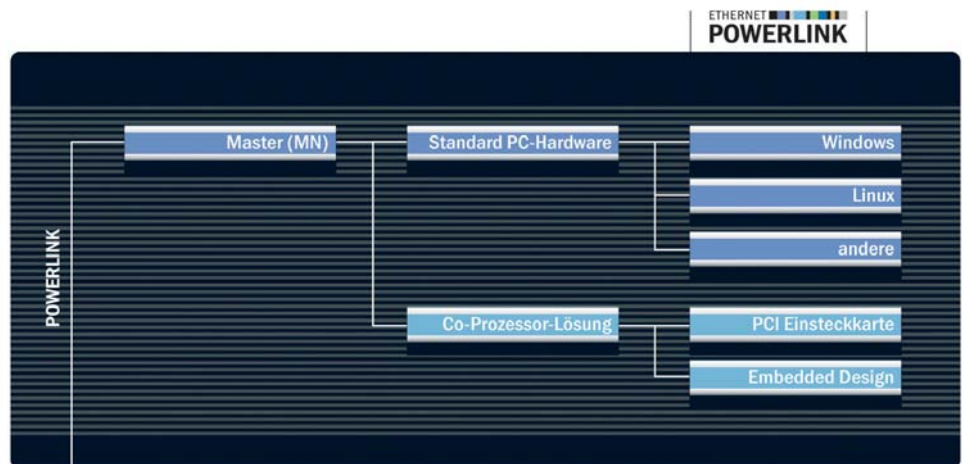 ETHERNET
POWERLINK
Master (MN)
Standard PC-Hardware
Windows
Linux
andere
POWERLINK
Co-Prozessor-Lösung
PCI Einsteckkarte
Embedded Design